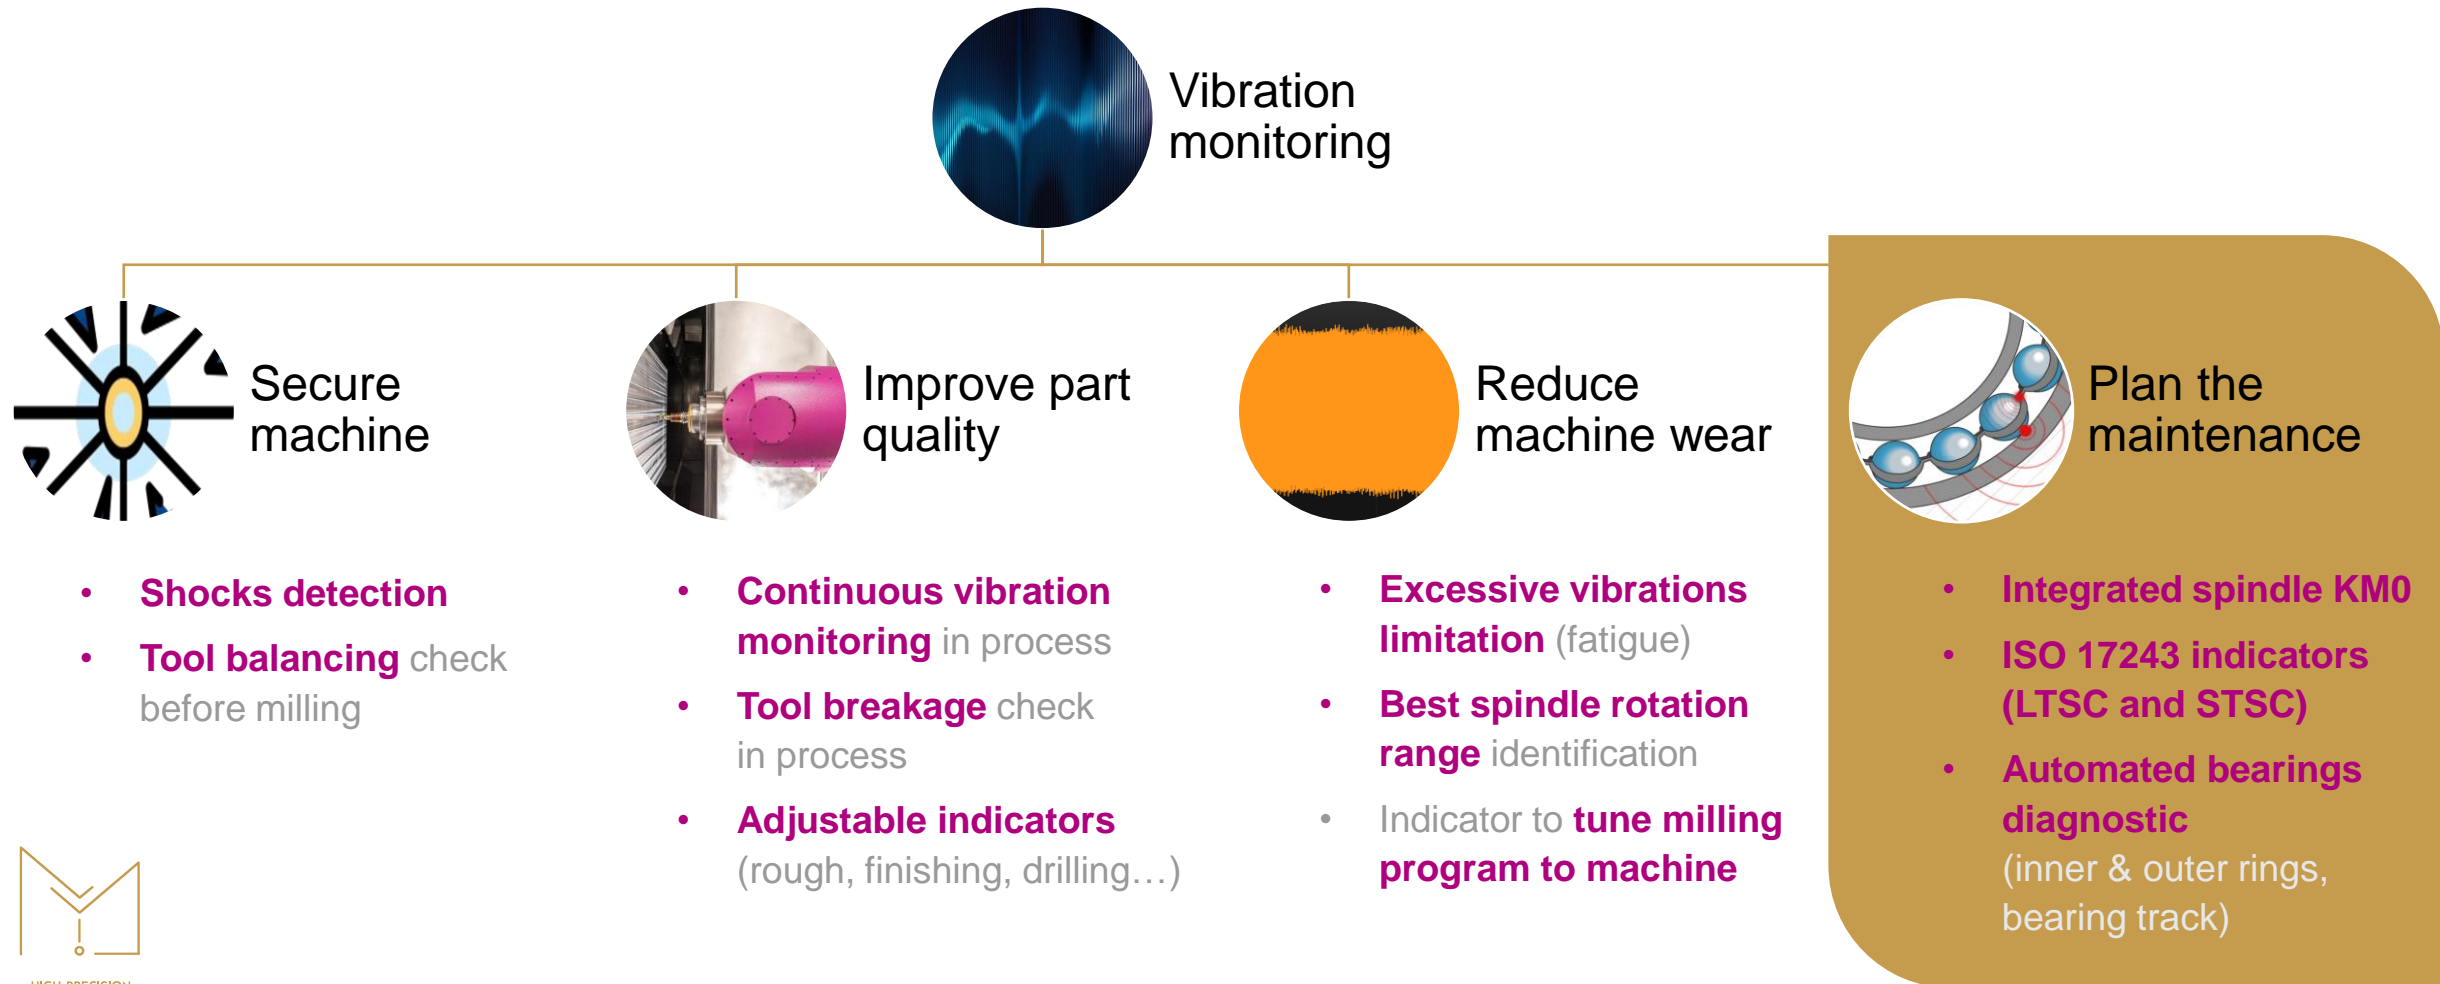 Vibration
monitoring
Secure
machine
• Shocks detection
• Tool balancing check
before milling
Improve part
quality
• Continuous vibration
monitoring in process
• Tool breakage check
in process
• Adjustable indicators
(rough, finishing, drilling…)
Reduce
machine wear
• Excessive vibrations
limitation (fatigue)
• Best spindle rotation
range identification
• Indicator to tune milling
program to machine
Plan the
maintenance
• Integrated spindle KM0
• ISO 17243 indicators
(LTSC and STSC)
• Automated bearings
diagnostic
(inner & outer rings,
bearing track)
HIGH PRECISION